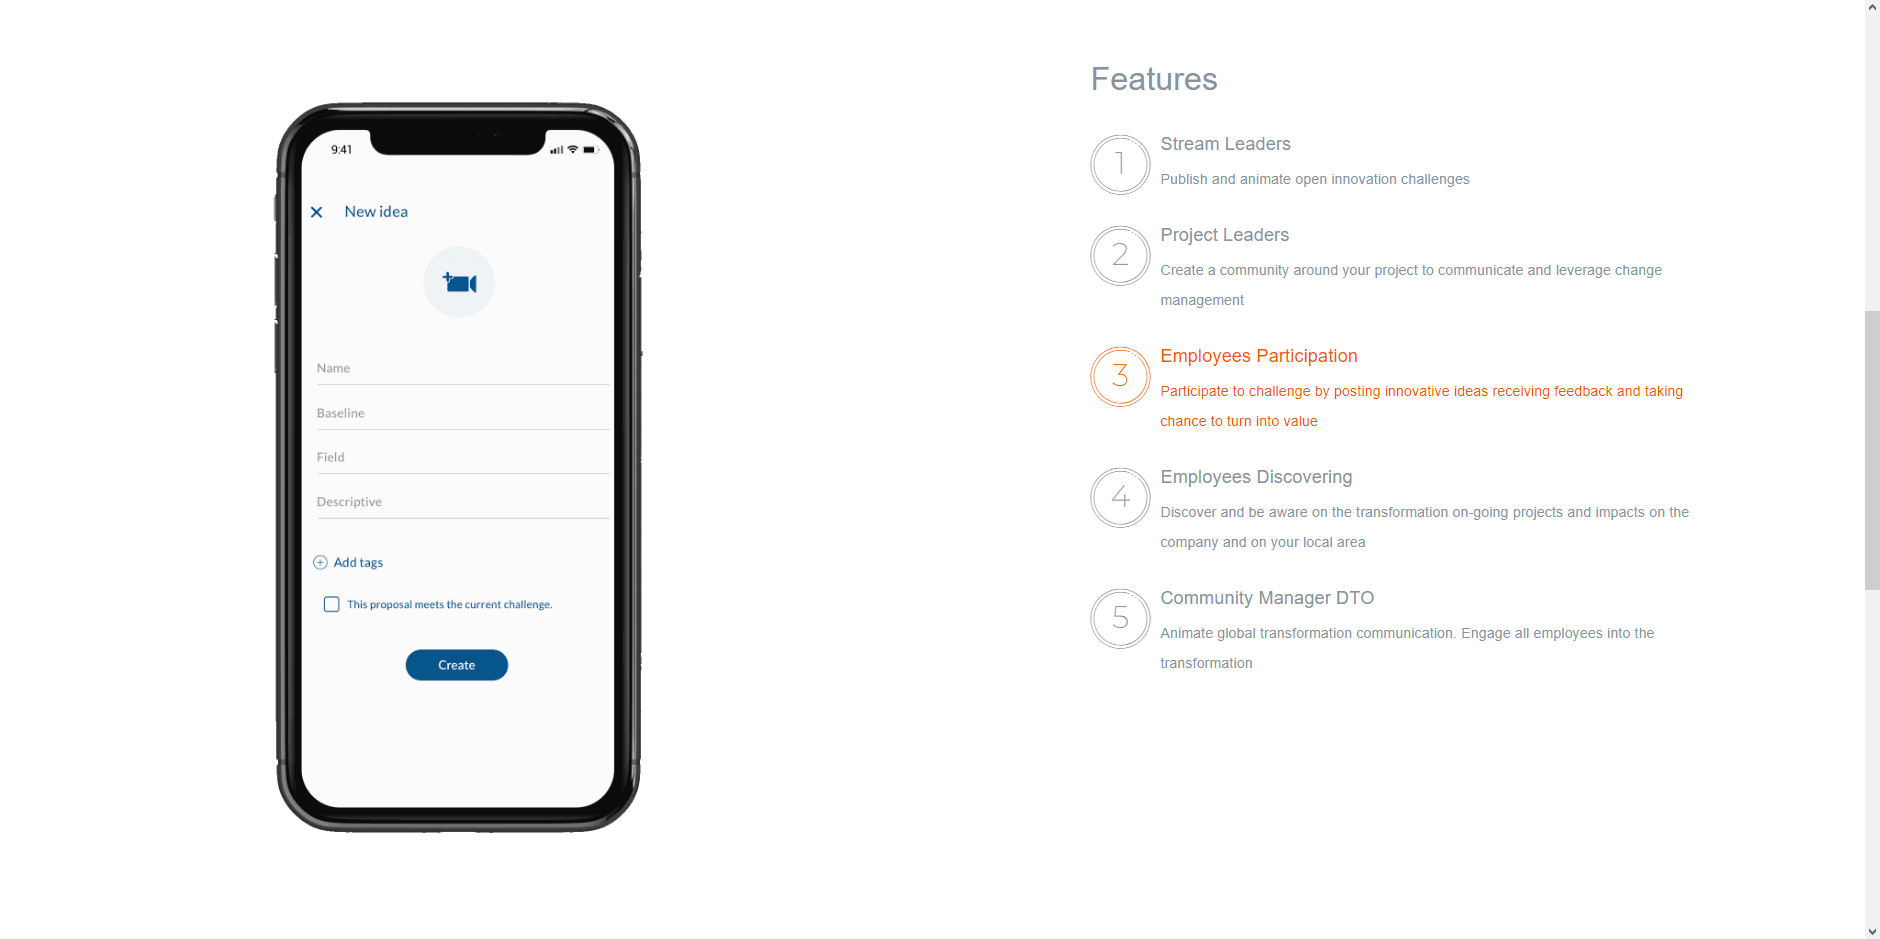 9:41
New idea
Name
Baseline
Field
Descriptive
Add tags
This proposal meets the current challenge.
Create
Features
1
Stream Leaders
Publish and animate open innovation challenges
2
Project Leaders
Create a community around your project to communicate and leverage change
management
3
Employees Participation
Participate to challenge by posting innovative ideas receiving feedback and taking
chance to turn into value
4
Employees Discovering
Discover and be aware on the transformation on-going projects and impacts on the
company and on your local area
5
Community Manager DTO
Animate global transformation communication. Engage all employees into the
transformation